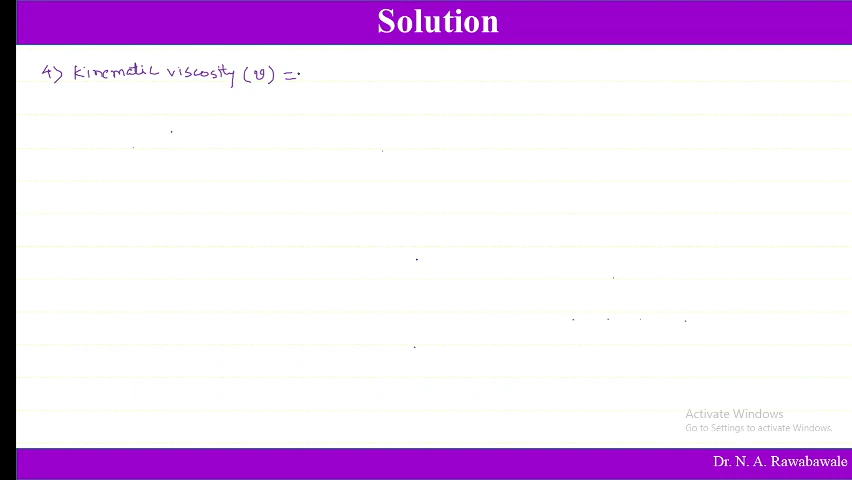 Solution
4) Kinematic viscosity (ϑ) =
Activate Windows
Go to Settings to activate Windows.
Dr. N. A. Rawabawale